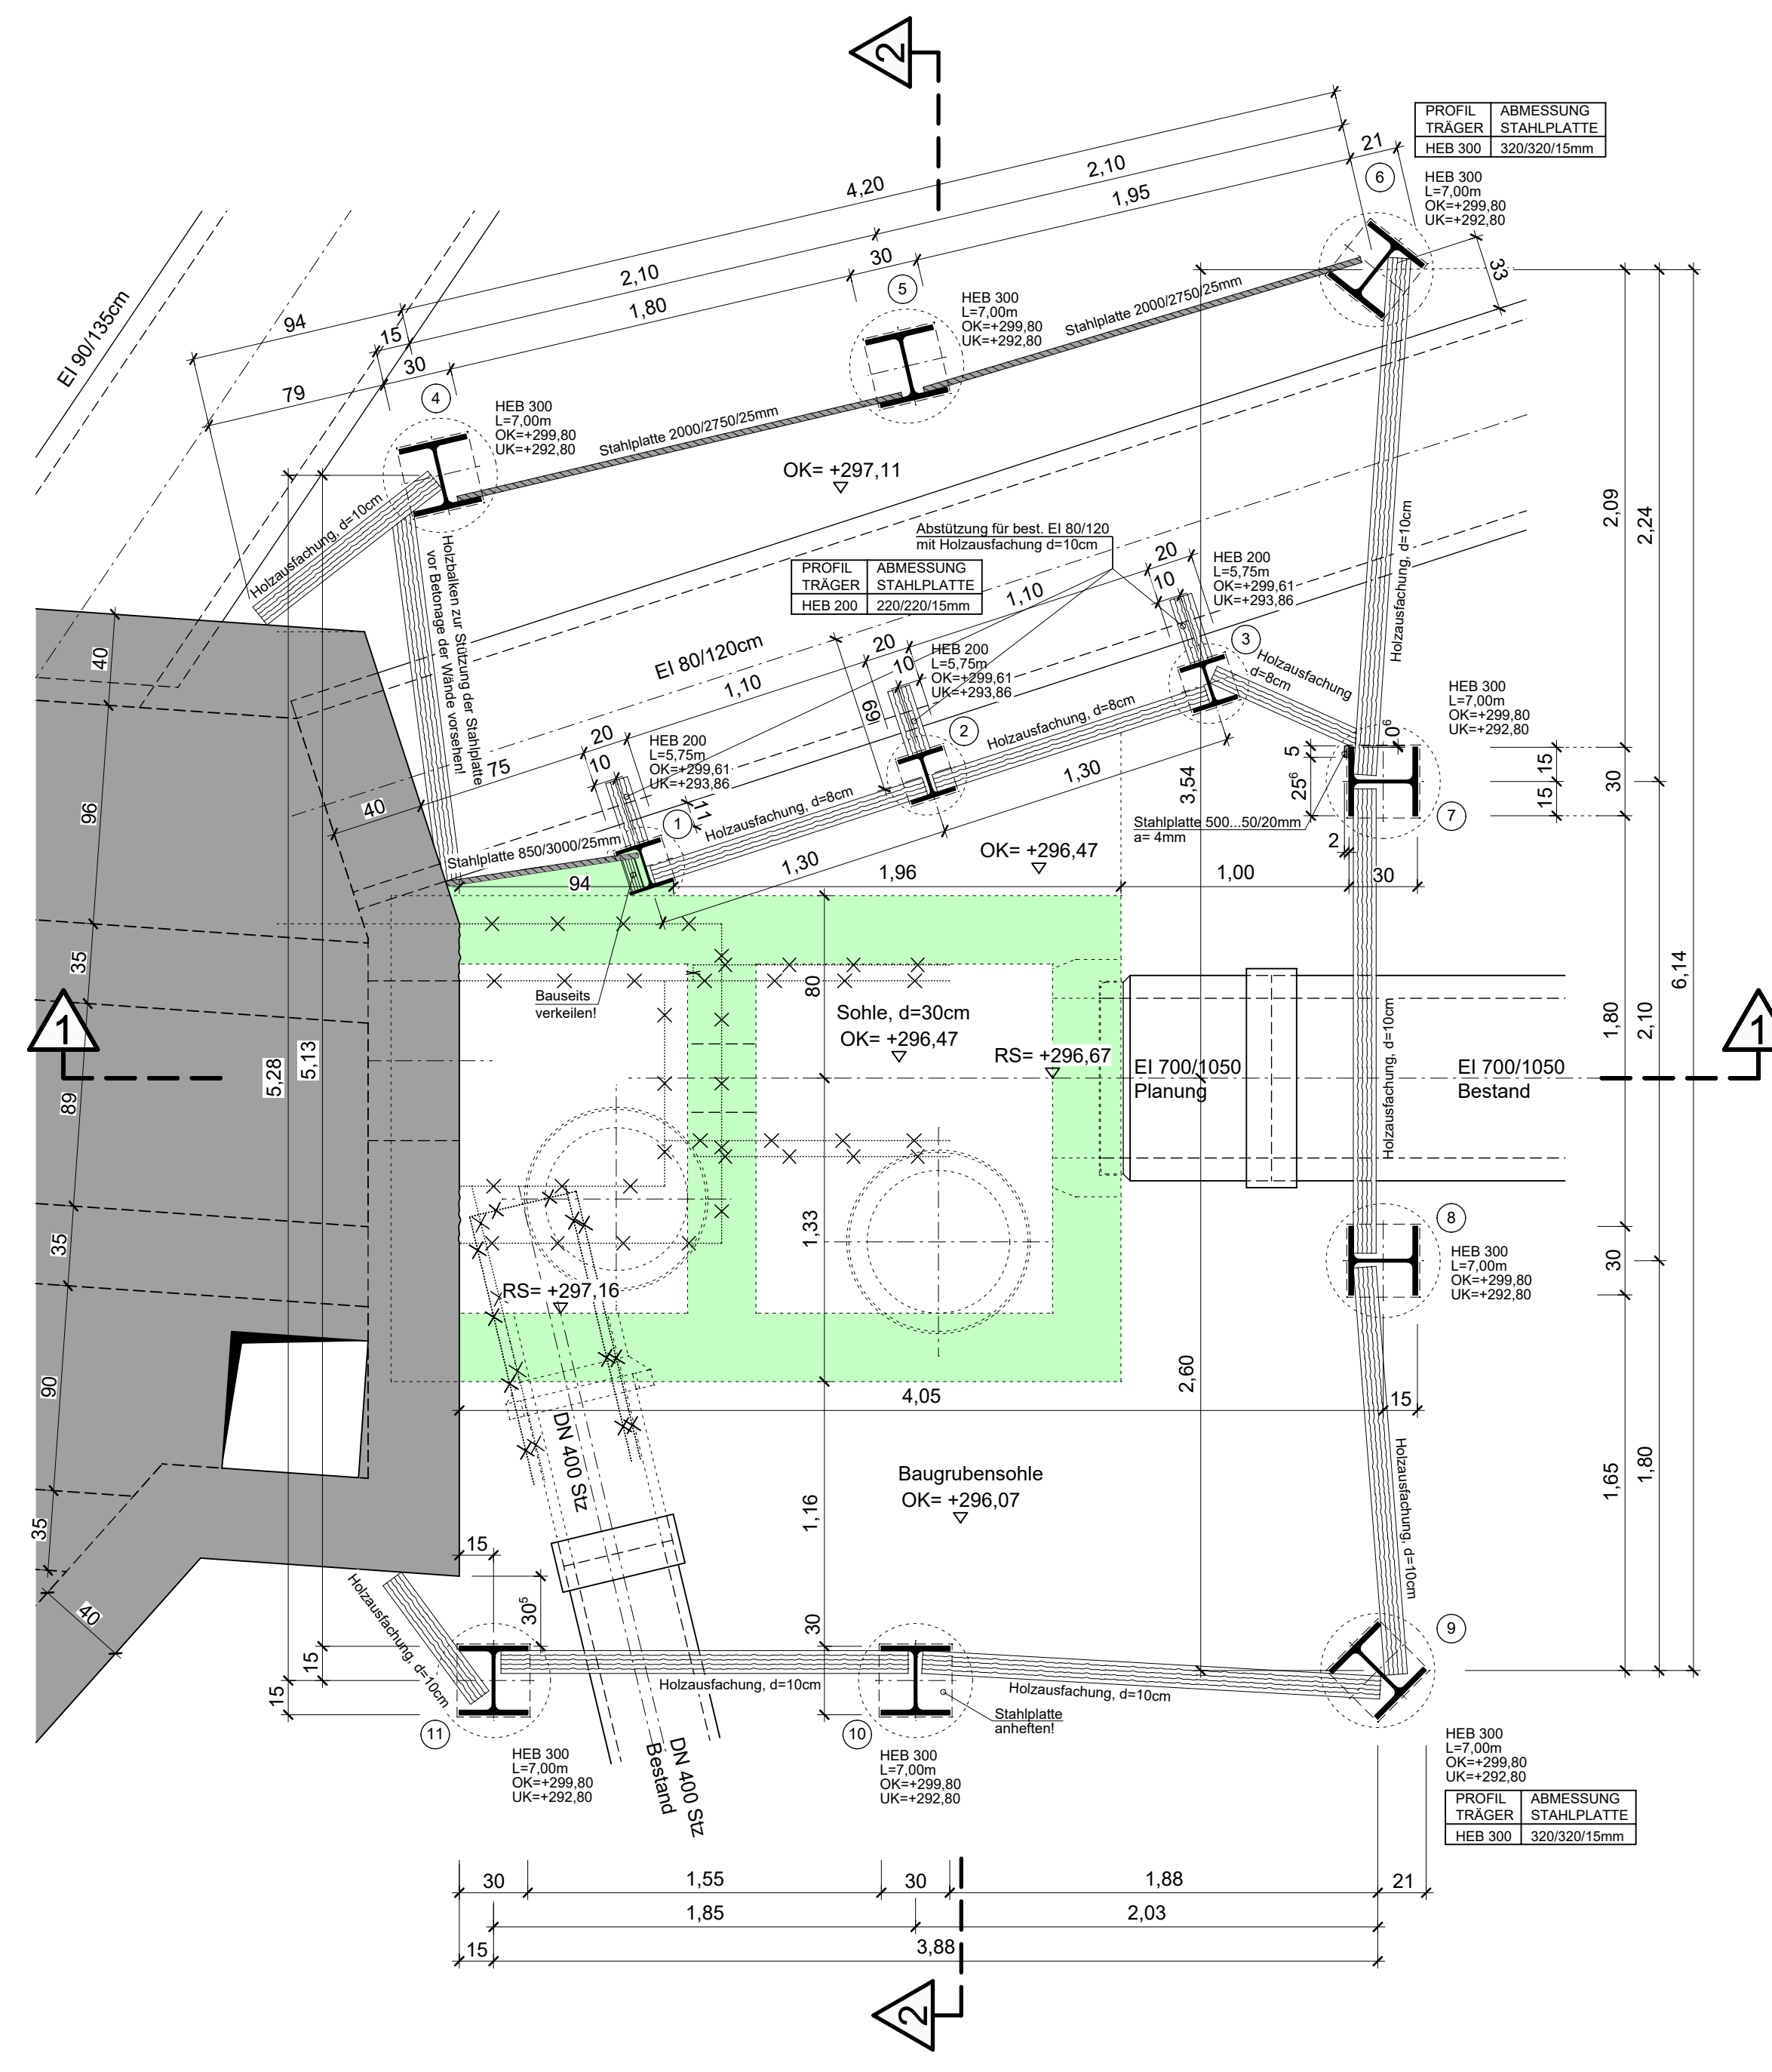 2
PROFIL ABMESSUNG
TRÄGER STAHLPLATTE
HEB 300 320/320/15mm
21
6
HEB 300
L=7,00m
OK=+299,80
UK=+292,80
33
4,20
2,10
1,95
2,10
30
1,80
5
HEB 300
L=7,00m
OK=+299,80
UK=+292,80
94
15
30
79
4
HEB 300
L=7,00m
OK=+299,80
UK=+292,80
EI 90/135cm
Stahlplatte 2000/2750/25mm
Stahlplatte 2000/2750/25mm
OK= +297,11
Holzausfachung, d=10cm
Holzbalken zur Stützung der Stahlplatte
vor Betonage der Wände vorsehen!
Abstützung für best. EI 80/120
mit Holzausfachung d=10cm
PROFIL ABMESSUNG
TRÄGER STAHLPLATTE
HEB 200 220/220/15mm
20
10
HEB 200
L=5,75m
OK=+299,61
UK=+293,86
3
1,10
EI 80/120cm
20
10
HEB 200
L=5,75m
OK=+299,61
UK=+293,86
2
69
1,10
20
10
HEB 200
L=5,75m
OK=+299,61
UK=+293,86
1
11
75
40
Holzausfachung
d=8cm
Holzausfachung, d=8cm
Holzausfachung, d=8cm
1,30
1,30
Stahlplatte 850/3000/25mm
Holzausfachung, d=10cm
2,09
2,24
HEB 300
L=7,00m
OK=+299,80
UK=+292,80
7
5
0⁶
25⁶
15
15
30
3,54
Stahlplatte 500...50/20mm
a= 4mm
2
OK= +296,47
94
1,96
1,00
30
40
96
35
1
89
35
90
35
40
5,28
5,13
Bauseits
verkeilen!
80
Sohle, d=30cm
OK= +296,47
RS= +296,67
EI 700/1050
Planung
EI 700/1050
Bestand
Holzausfachung, d=10cm
1,80
2,10
6,14
1
1,33
RS= +297,16
8
HEB 300
L=7,00m
OK=+299,80
UK=+292,80
30
2,60
4,05
15
DN 400 Stz
Baugrubensohle
OK= +296,07
1,16
Holzausfachung, d=10cm
1,65
1,80
15
30⁵
30
Holzausfachung, d=10cm
15
15
Holzausfachung, d=10cm
Holzausfachung, d=10cm
Stahlplatte
anheften!
9
11
10
HEB 300
L=7,00m
OK=+299,80
UK=+292,80
DN 400 Stz
Bestand
HEB 300
L=7,00m
OK=+299,80
UK=+292,80
HEB 300
L=7,00m
OK=+299,80
UK=+292,80
PROFIL ABMESSUNG
TRÄGER STAHLPLATTE
HEB 300 320/320/15mm
30
1,55
30
1,88
21
1,85
2,03
15
3,88
2